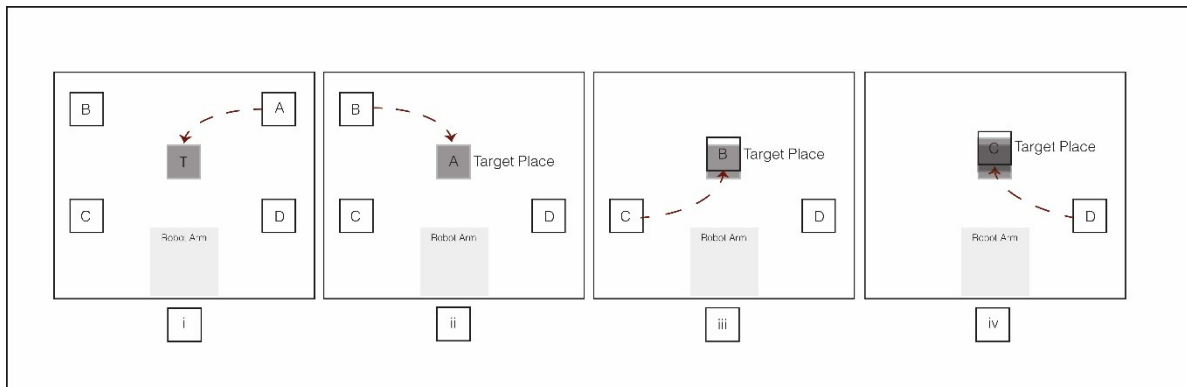 B
A
T
C
D
Robot Arm
i
B
A
Target Place
C
D
Robot Arm
ii
B
Target Place
C
D
Robot Arm
iii
C
Target Place
D
Robot Arm
iv